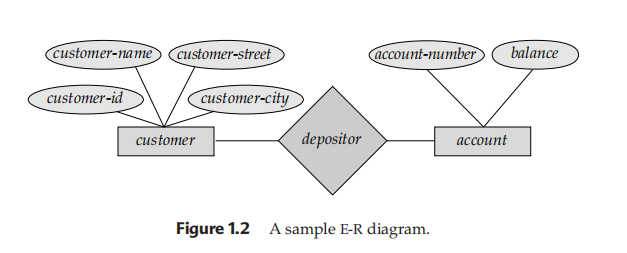 customer-name customer-street account-number balance
customer-id customer-city
customer depositor account
Figure 1.2 A sample E-R diagram.